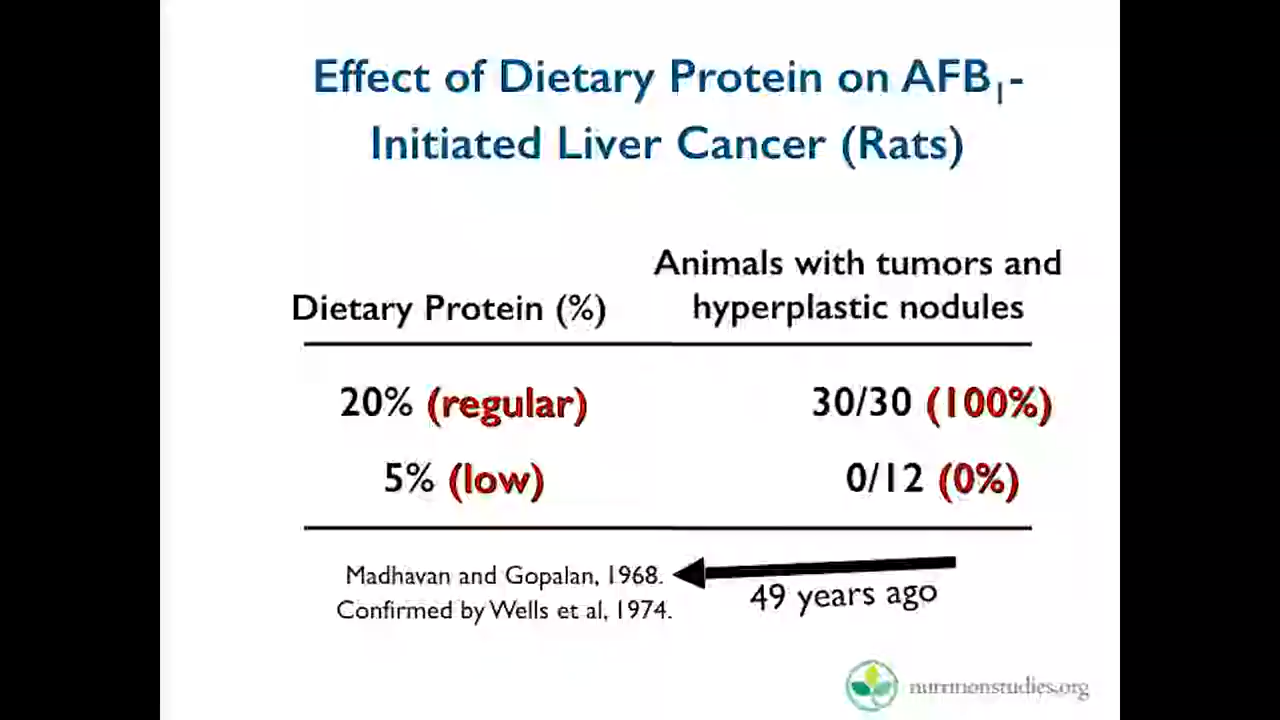 Effect of Dietary Protein on AFB₁-
Initiated Liver Cancer (Rats)
Dietary Protein (%)
Animals with tumors and
hyperplastic nodules
20% (regular) 30/30 (100%)
5% (low) 0/12 (0%)
Madhavan and Gopalan, 1968.
Confirmed by Wells et al, 1974.
49 years ago
nutritionstudies.org